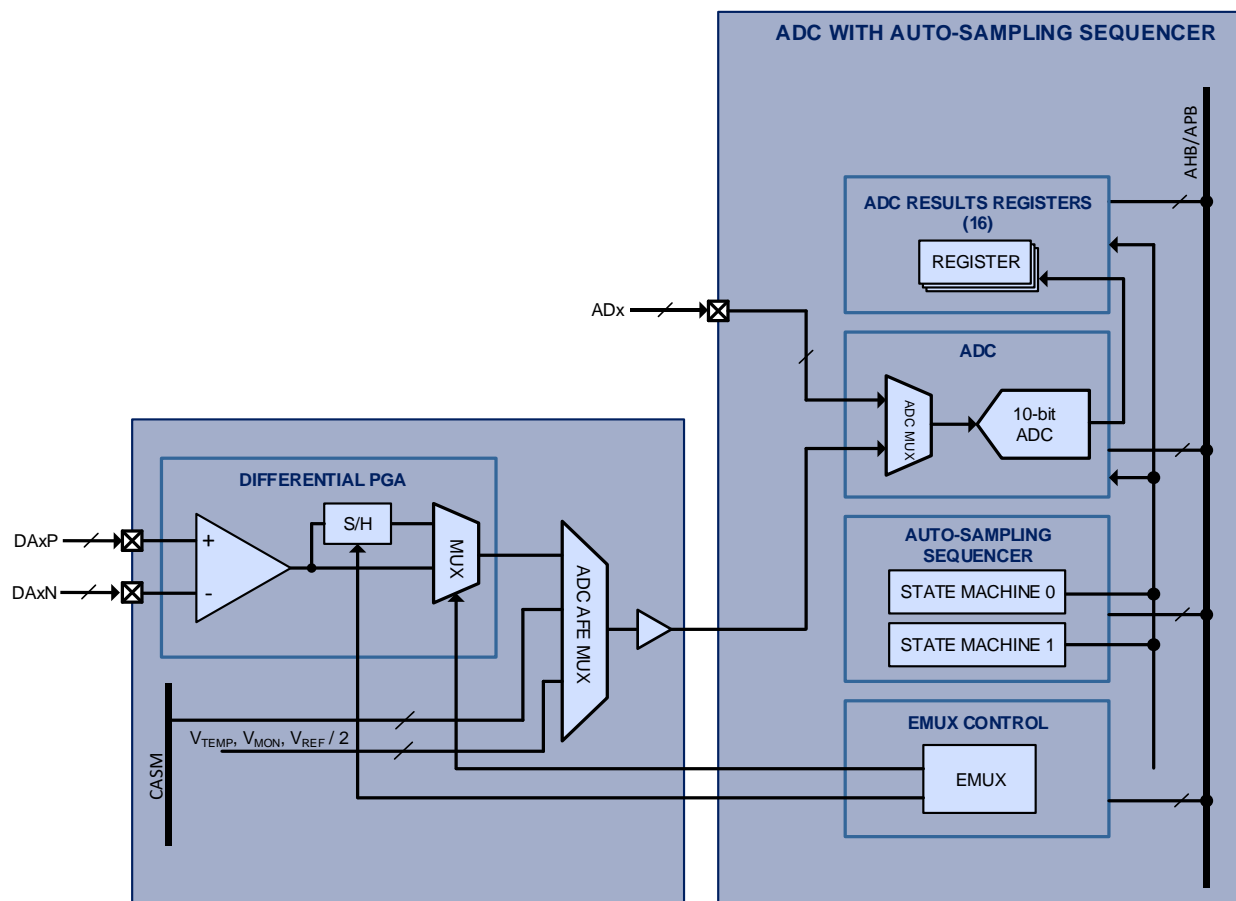 ADC WITH AUTO-SAMPLING SEQUENCER
AHB/APB
ADC RESULTS REGISTERS
(16)
REGISTER
ADx
ADC
ADC MUX
10-bit
ADC
DIFFERENTIAL PGA
S/H
MUX
DAxP
+
DAxN
-
ADC AFE MUX
AUTO-SAMPLING
SEQUENCER
STATE MACHINE 0
STATE MACHINE 1
CASM
VTEMP, VMON, VREF / 2
EMUX CONTROL
EMUX